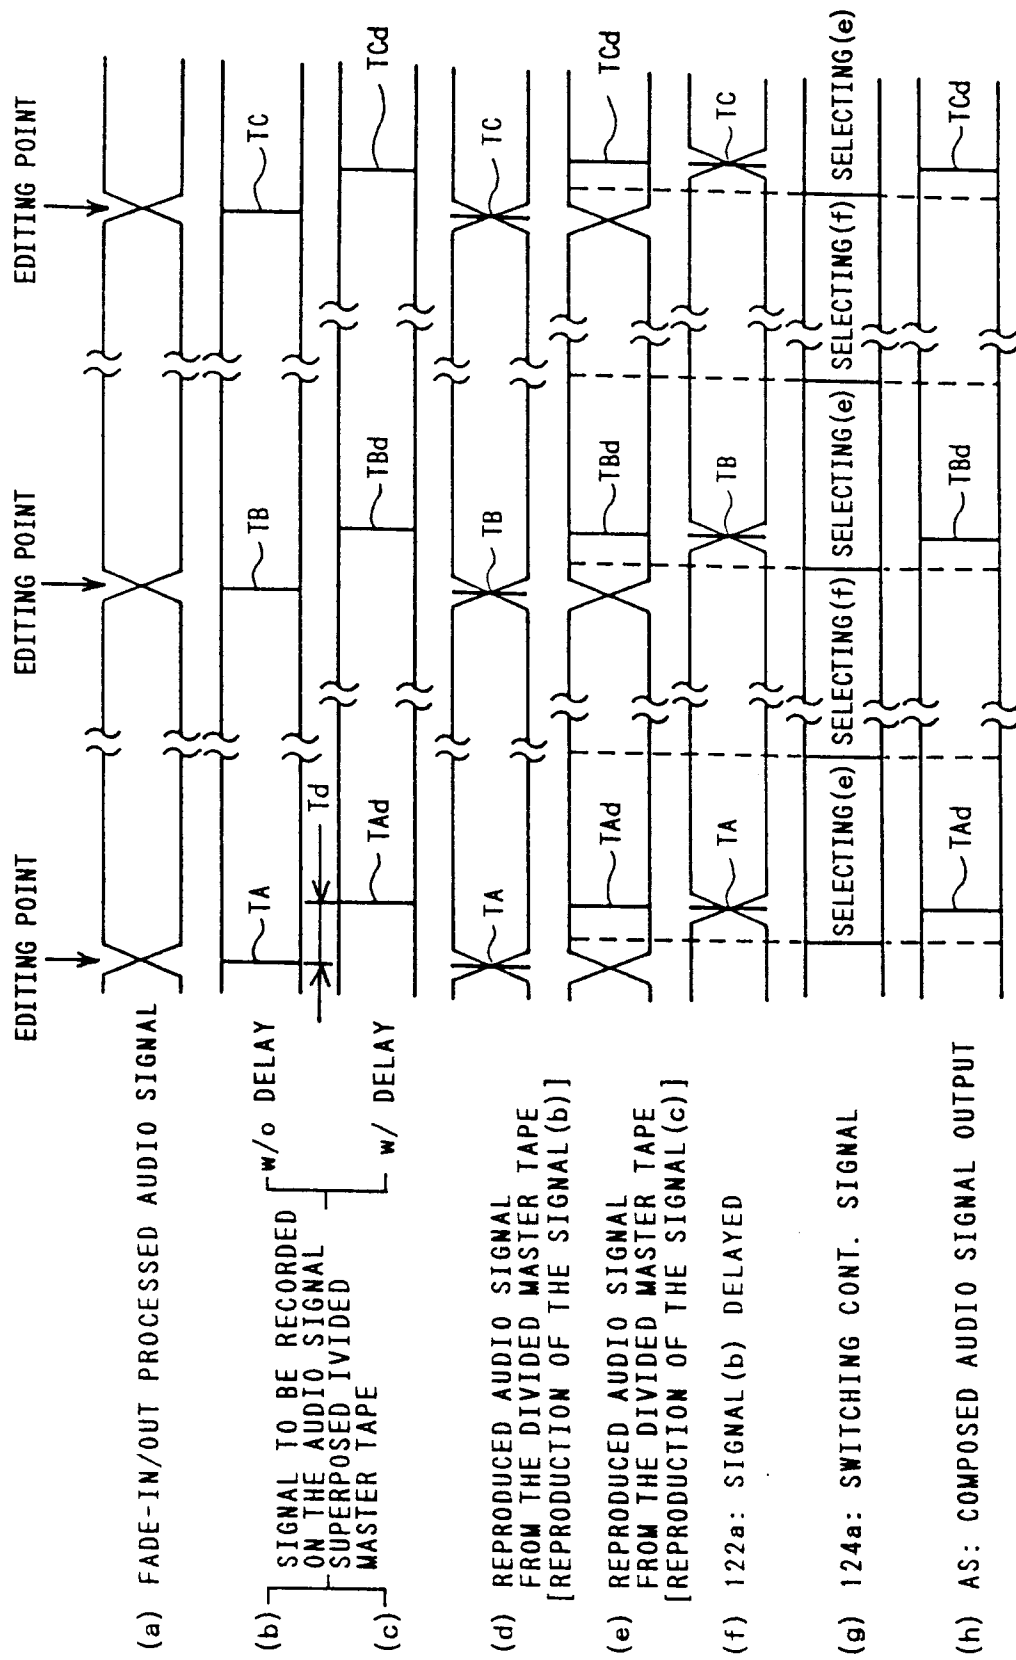 EDITING POINT EDITING POINT EDITING POINT
(a) FADE-IN/OUT PROCESSED AUDIO SIGNAL
(b) w/o DELAY TA TB TC
SIGNAL TO BE RECORDED
ON THE AUDIO SIGNAL
SUPERPOSED IVIDED
MASTER TAPE
Td
(c) w/ DELAY TAd TBd TCd
(d) REPRODUCED AUDIO SIGNAL
FROM THE DIVIDED MASTER TAPE
[REPRODUCTION OF THE SIGNAL(b)]
TA TB TC
(e) REPRODUCED AUDIO SIGNAL
FROM THE DIVIDED MASTER TAPE
[REPRODUCTION OF THE SIGNAL(c)]
TAd TBd TCd
(f) 122a: SIGNAL(b) DELAYED TA TB TC
(g) 124a: SWITCHING CONT. SIGNAL SELECTING(e) SELECTING(f) SELECTING(e) SELECTING(f) SELECTING(e)
(h) AS: COMPOSED AUDIO SIGNAL OUTPUT TAd TBd TCd